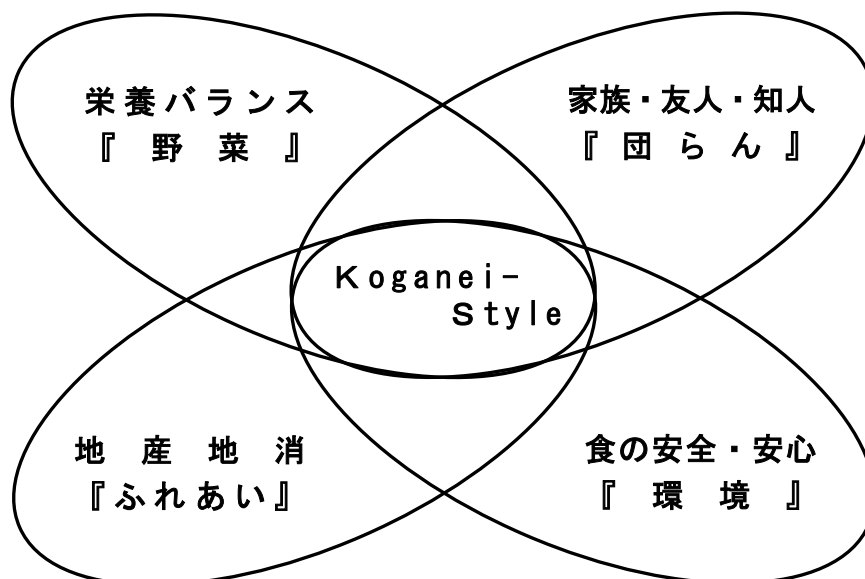 栄養バランス
『野菜』
家族・友人・知人
『団らん』
Koganei-
Style
地産地消
『ふれあい』
食の安全・安心
『環境』